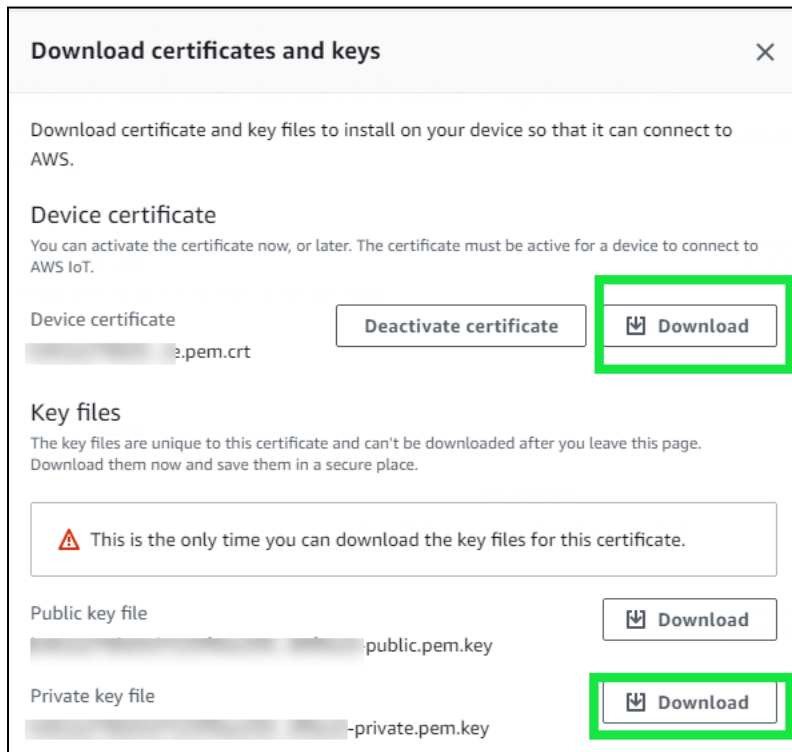 Download certificates and keys
Download certificate and key files to install on your device so that it can connect to
AWS.
Device certificate
You can activate the certificate now, or later. The certificate must be active for a device to connect to
AWS IoT.
Device certificate
Deactivate certificate
Download
e.pem.crt
Key files
The key files are unique to this certificate and can't be downloaded after you leave this page.
Download them now and save them in a secure place.
This is the only time you can download the key files for this certificate.
Public key file
Download
-public.pem.key
Private key file
Download
-private.pem.key